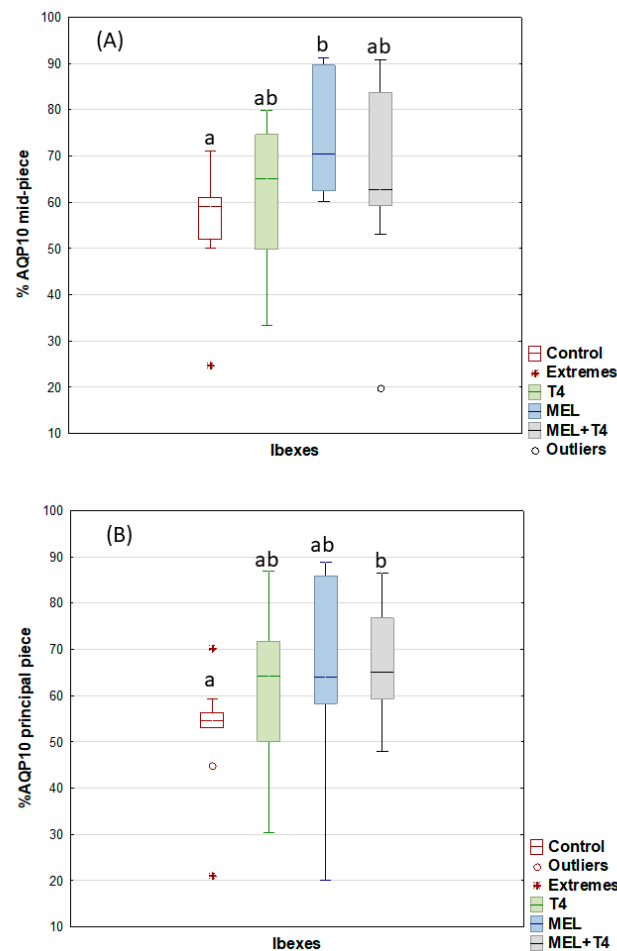 100
(A)
b
ab
90
80
ab
a
70
60
50
40
30
20
10
% AQP10 mid-piece
Ibexes
Control
Extremes
T4
MEL
MEL+T4
Outliers
100
(B)
ab
ab
b
90
80
70
a
60
50
40
30
20
10
%AQP10 principal piece
Ibexes
Control
Outliers
Extremes
T4
MEL
MEL+T4